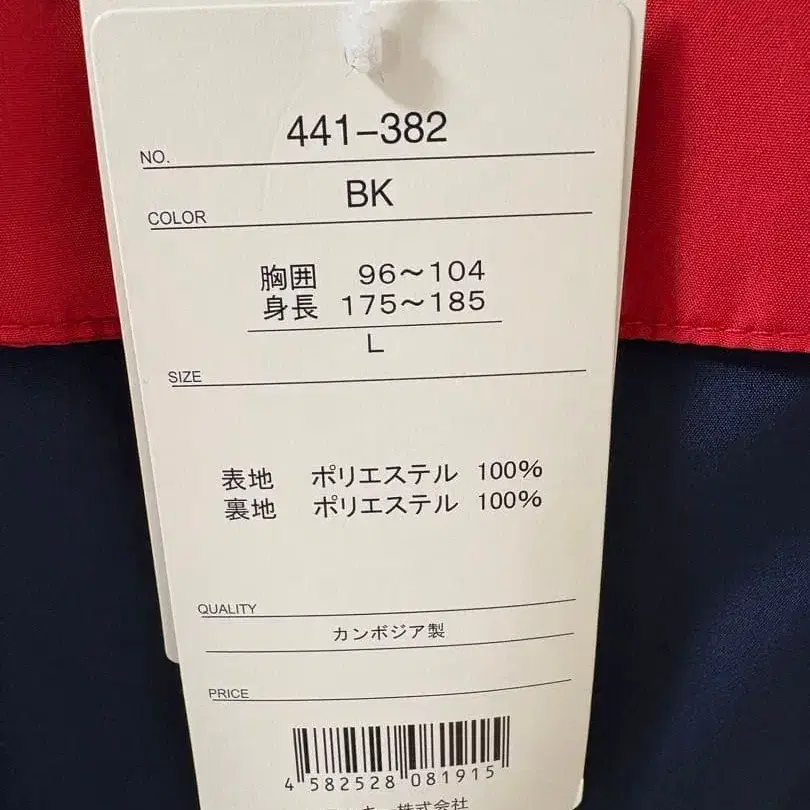 441-382
NO.
BK
COLOR
胸囲 96～104
身長 175～185
L
SIZE
表地 ポリエステル 100%
裏地 ポリエステル 100%
QUALITY
カンボジア製
PRICE
4 582528 081915
株式会社